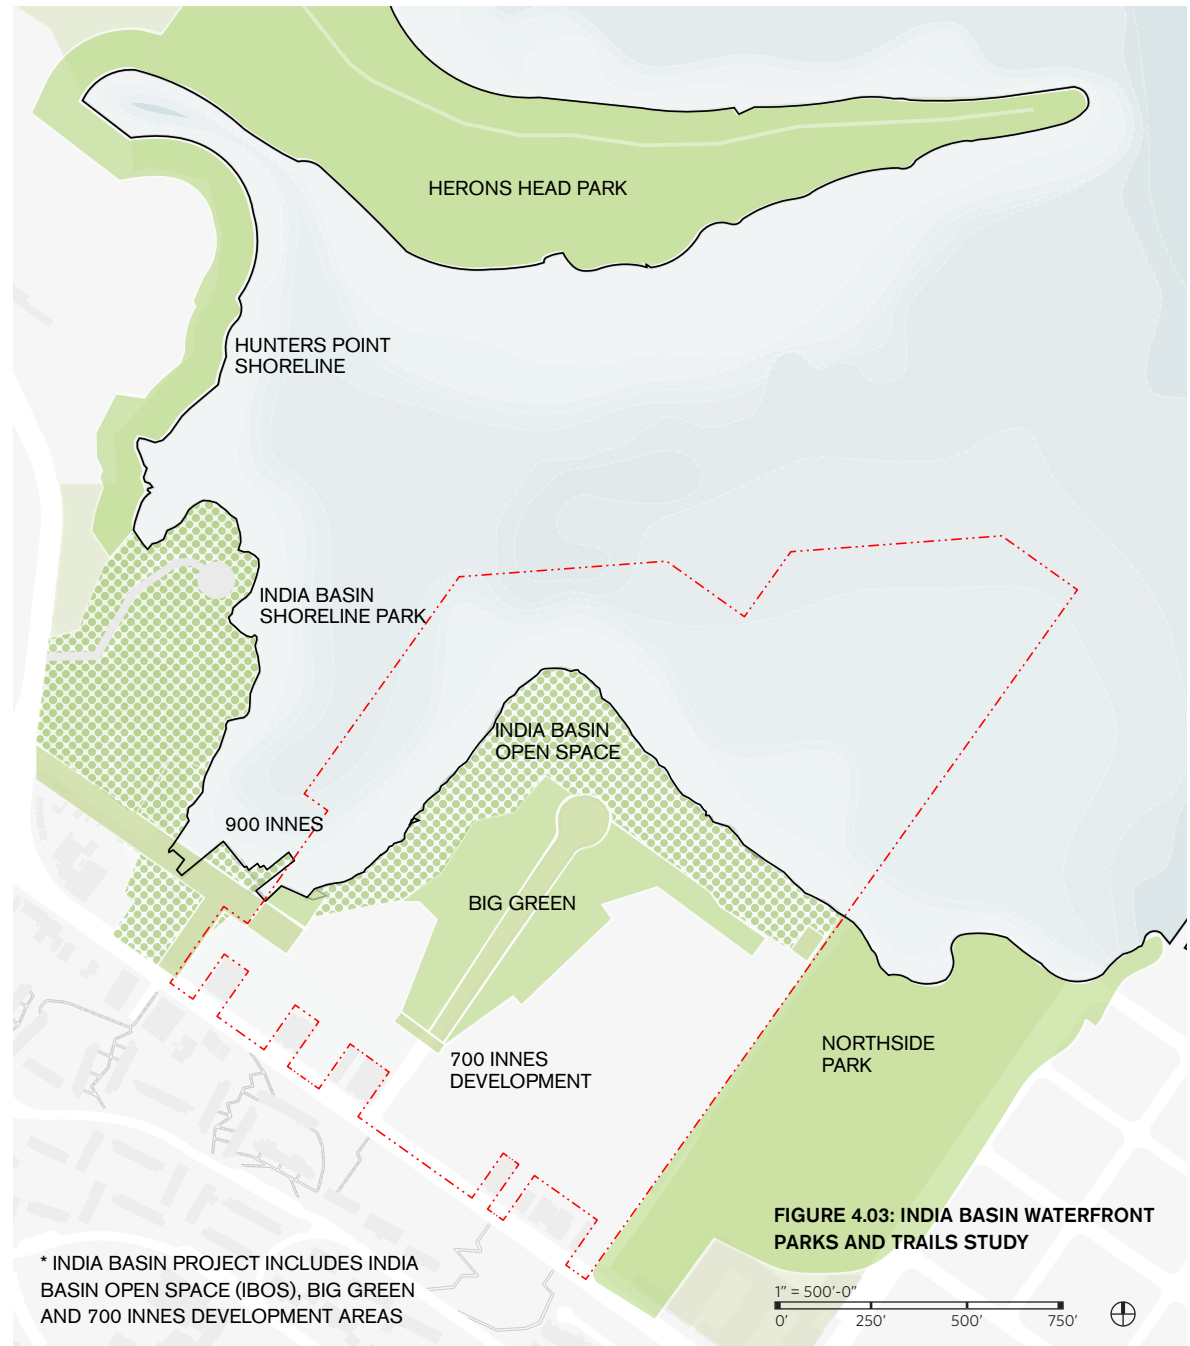 HERONS HEAD PARK
HUNTERS POINT
SHORELINE
INDIA BASIN
SHORELINE PARK
INDIA BASIN
OPEN SPACE
900 INNES
BIG GREEN
700 INNES
DEVELOPMENT
NORTHSIDE
PARK
FIGURE 4.03: INDIA BASIN WATERFRONT
PARKS AND TRAILS STUDY
* INDIA BASIN PROJECT INCLUDES INDIA
BASIN OPEN SPACE (IBOS), BIG GREEN
AND 700 INNES DEVELOPMENT AREAS
1" = 500'-0"
0' 250' 500' 750'